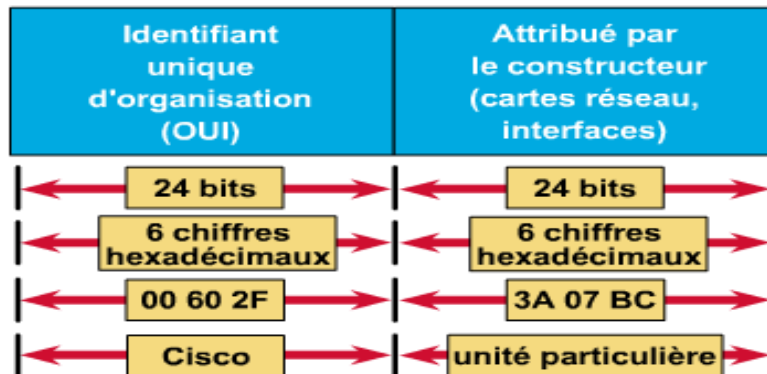 Identifiant
unique
d'organisation
(OUI)
Attribué par
le constructeur
(cartes réseau,
interfaces)
24 bits
24 bits
6 chiffres
hexadécimaux
6 chiffres
hexadécimaux
00 60 2F
3A 07 BC
Cisco
unité particulière